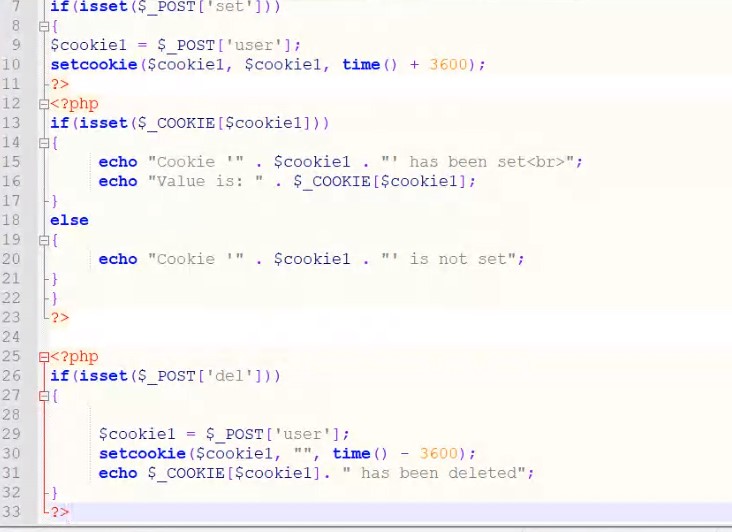 7 if(isset($_POST['set']))
8 {
9 $cookie1 = $_POST['user'];
10 setcookie($cookie1, $cookie1, time() + 3600);
11 ?>
12 <?php
13 if(isset($_COOKIE[$cookie1]))
14 {
15 echo "Cookie '" . $cookie1 . "' has been set<br>";
16 echo "Value is: " . $_COOKIE[$cookie1];
17 }
18 else
19 {
20 echo "Cookie '" . $cookie1 . "' is not set";
21 }
22 }
23 ?>
24
25 <?php
26 if(isset($_POST['del']))
27 {
28
29 $cookie1 = $_POST['user'];
30 setcookie($cookie1, "", time() - 3600);
31 echo $_COOKIE[$cookie1]. " has been deleted";
32 }
33 ?>